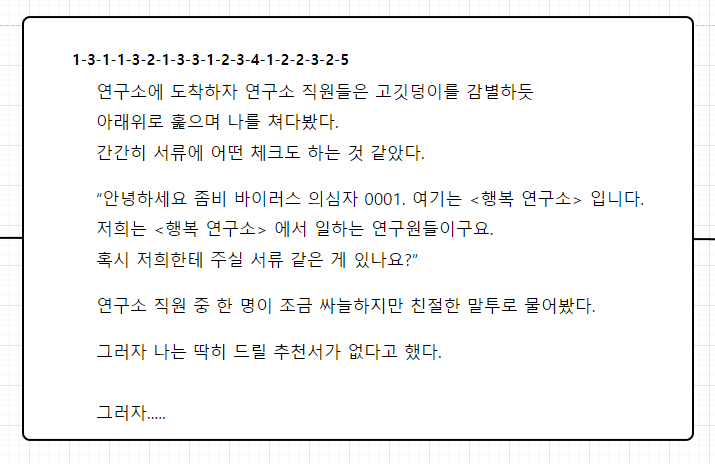 1-3-1-1-3-2-1-3-3-1-2-3-4-1-2-2-3-2-5
연구소에 도착하자 연구소 직원들은 고깃덩이를 감별하듯
아래위로 훑으며 나를 쳐다봤다.
간간히 서류에 어떤 체크도 하는 것 같았다.
“안녕하세요 좀비 바이러스 의심자 0001. 여기는 <행복 연구소> 입니다.
저희는 <행복 연구소> 에서 일하는 연구원들이구요.
혹시 저희한테 주실 서류 같은 게 있나요?”
연구소 직원 중 한 명이 조금 싸늘하지만 친절한 말투로 물어봤다.
그러자 나는 딱히 드릴 추천서가 없다고 했다.
그러자.....